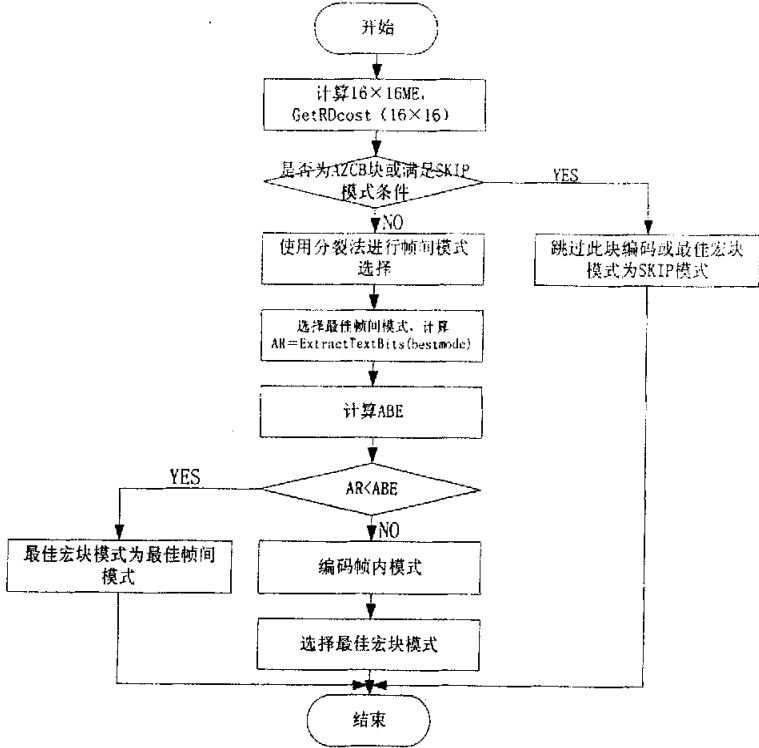 开始
计算16×16ME,
GetRDcost（16×16）
是否为AZCB块或满足SKIP
模式条件
YES
NO
使用分裂法进行帧间模式
选择
跳过此块编码或最佳宏块
模式为SKIP模式
选择最佳帧间模式，计算
AR=ExtractTextBits(bestmode)
计算ABE
YES
AR<ABE
NO
最佳宏块模式为最佳帧间
模式
编码帧内模式
选择最佳宏块模式
结束